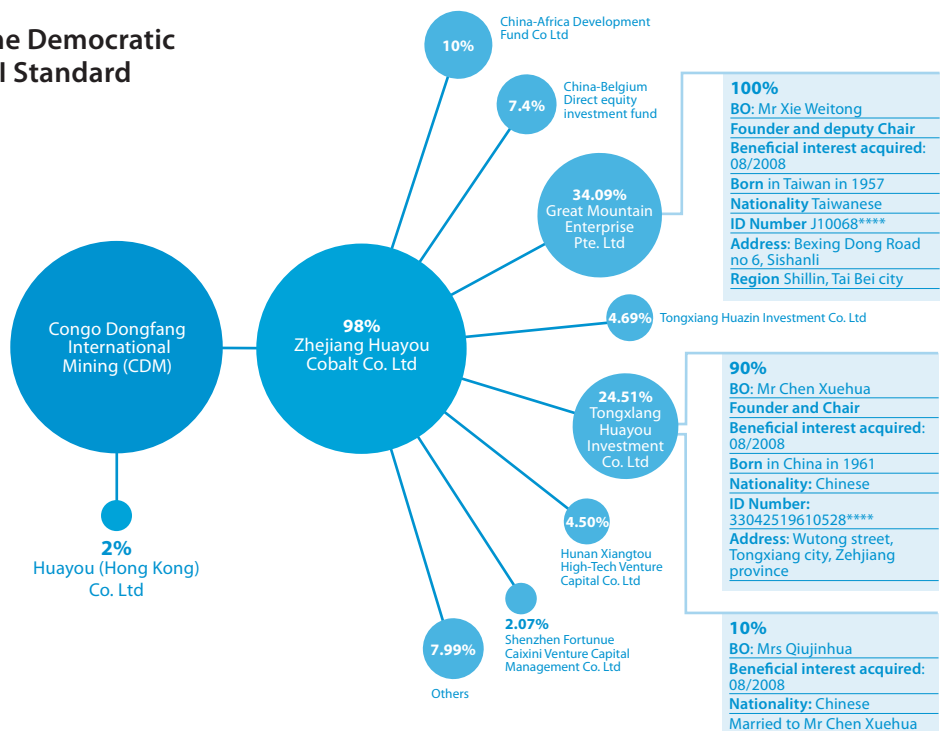 ne Democratic
l Standard
10%
China-Africa Development
Fund Co Ltd
7.4%
China-Belgium
Direct equity
investment fund
34.09%
Great Mountain
Enterprise
Pte. Ltd
100%
BO: Mr Xie Weitong
Founder and deputy Chair
Beneficial interest acquired:
08/2008
Born in Taiwan in 1957
Nationality Taiwanese
ID Number J10068****
Address: Bexing Dong Road
no 6, Sishanli
Region Shillin, Tai Bei city
Congo Dongfang
International
Mining (CDM)
98%
Zhejiang Huayou
Cobalt Co. Ltd
4.69%
Tongxiang Huazin Investment Co. Ltd
24.51%
Tongxlang
Huayou
Investment
Co. Ltd
90%
BO: Mr Chen Xuehua
Founder and Chair
Beneficial interest acquired:
08/2008
Born in China in 1961
Nationality: Chinese
ID Number:
33042519610528****
Address: Wutong street,
Tongxiang city, Zehjiang
province
2%
Huayou (Hong Kong)
Co. Ltd
4.50%
Hunan Xiangtou
High-Tech Venture
Capital Co. Ltd
2.07%
Shenzhen Fortunue
Caixini Venture Capital
Management Co. Ltd
7.99%
Others
10%
BO: Mrs Qiujinhua
Beneficial interest acquired:
08/2008
Nationality: Chinese
Married to Mr Chen Xuehua